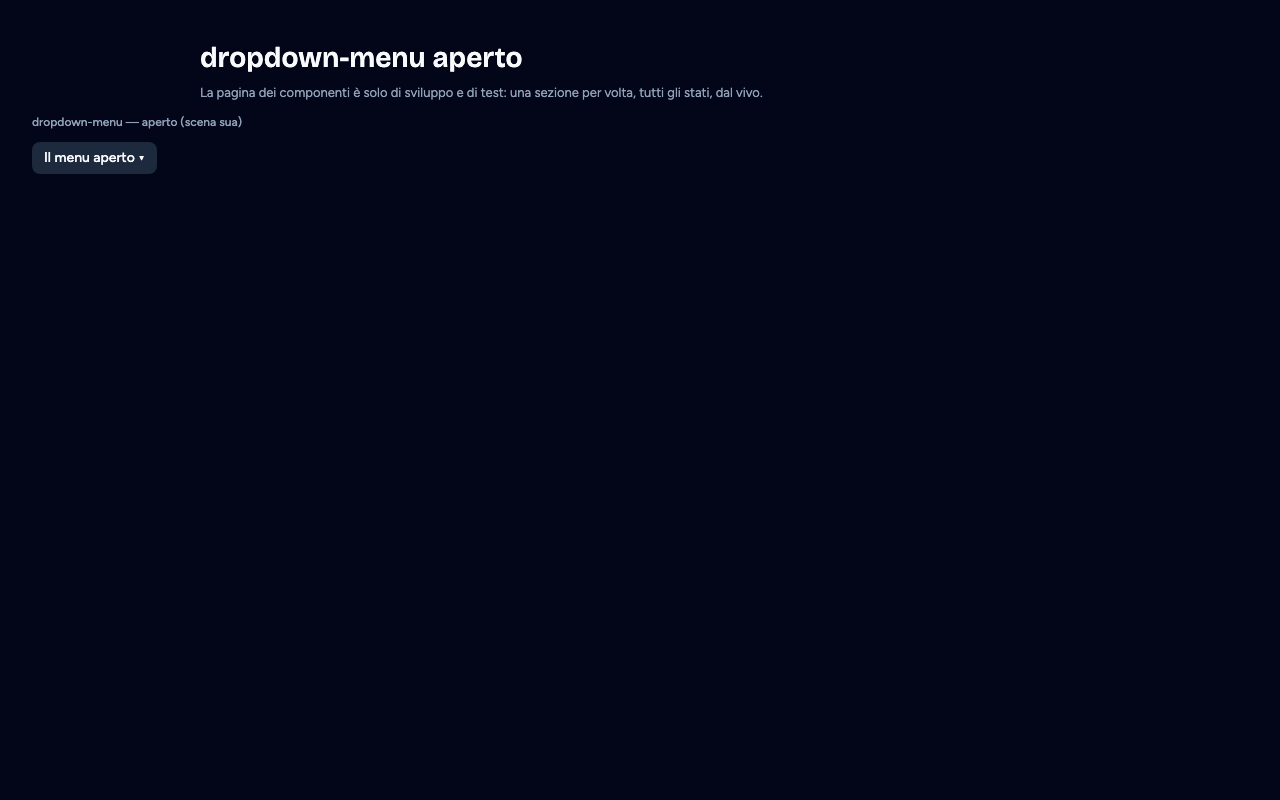 dropdown-menu aperto
La pagina dei componenti è solo di sviluppo e di test: una sezione per volta, tutti gli stati, dal vivo.
dropdown-menu — aperto (scena sua)
Il menu aperto ▾